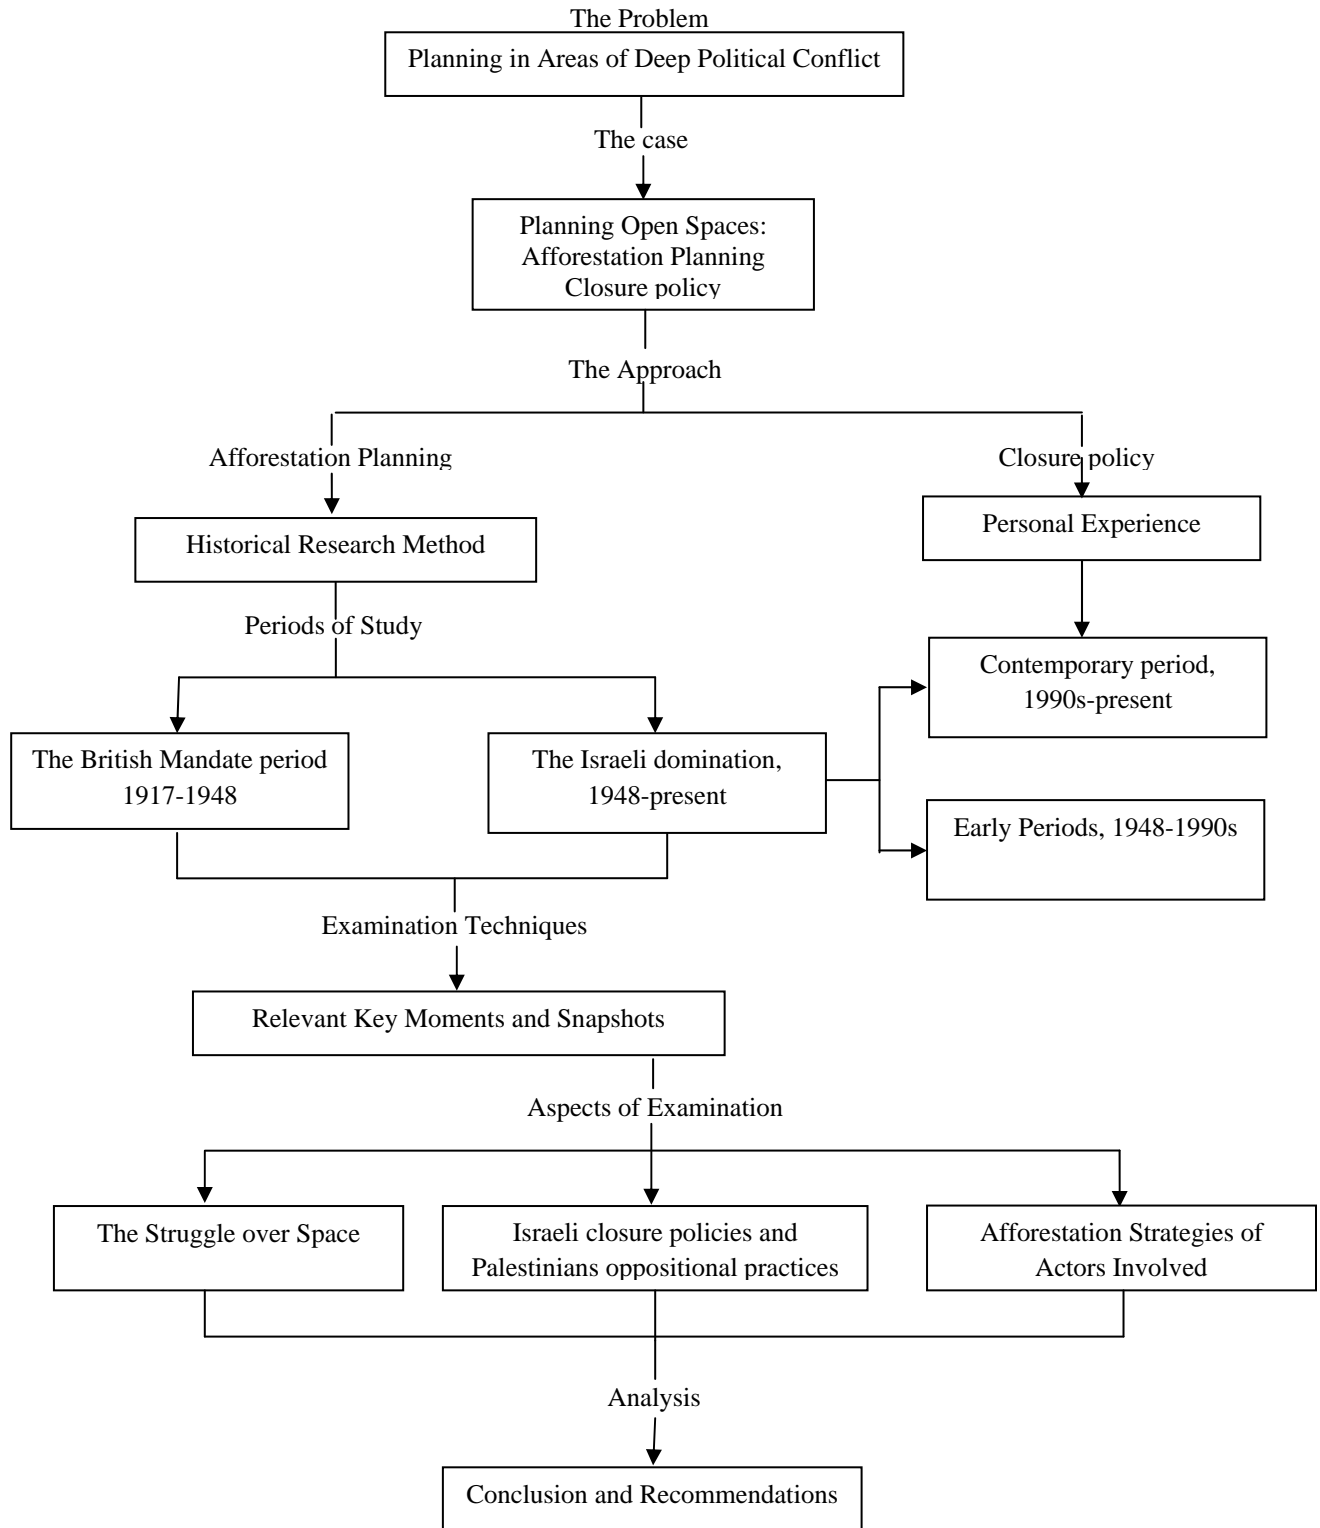 The Problem
Planning in Areas of Deep Political Conflict
The case
Planning Open Spaces:
Afforestation Planning
Closure policy
The Approach
Afforestation Planning
Closure policy
Historical Research Method
Personal Experience
Periods of Study
The British Mandate period
1917-1948
The Israeli domination,
1948-present
Contemporary period,
1990s-present
Early Periods, 1948-1990s
Examination Techniques
Relevant Key Moments and Snapshots
Aspects of Examination
The Struggle over Space
Israeli closure policies and
Palestinians oppositional practices
Afforestation Strategies of
Actors Involved
Analysis
Conclusion and Recommendations